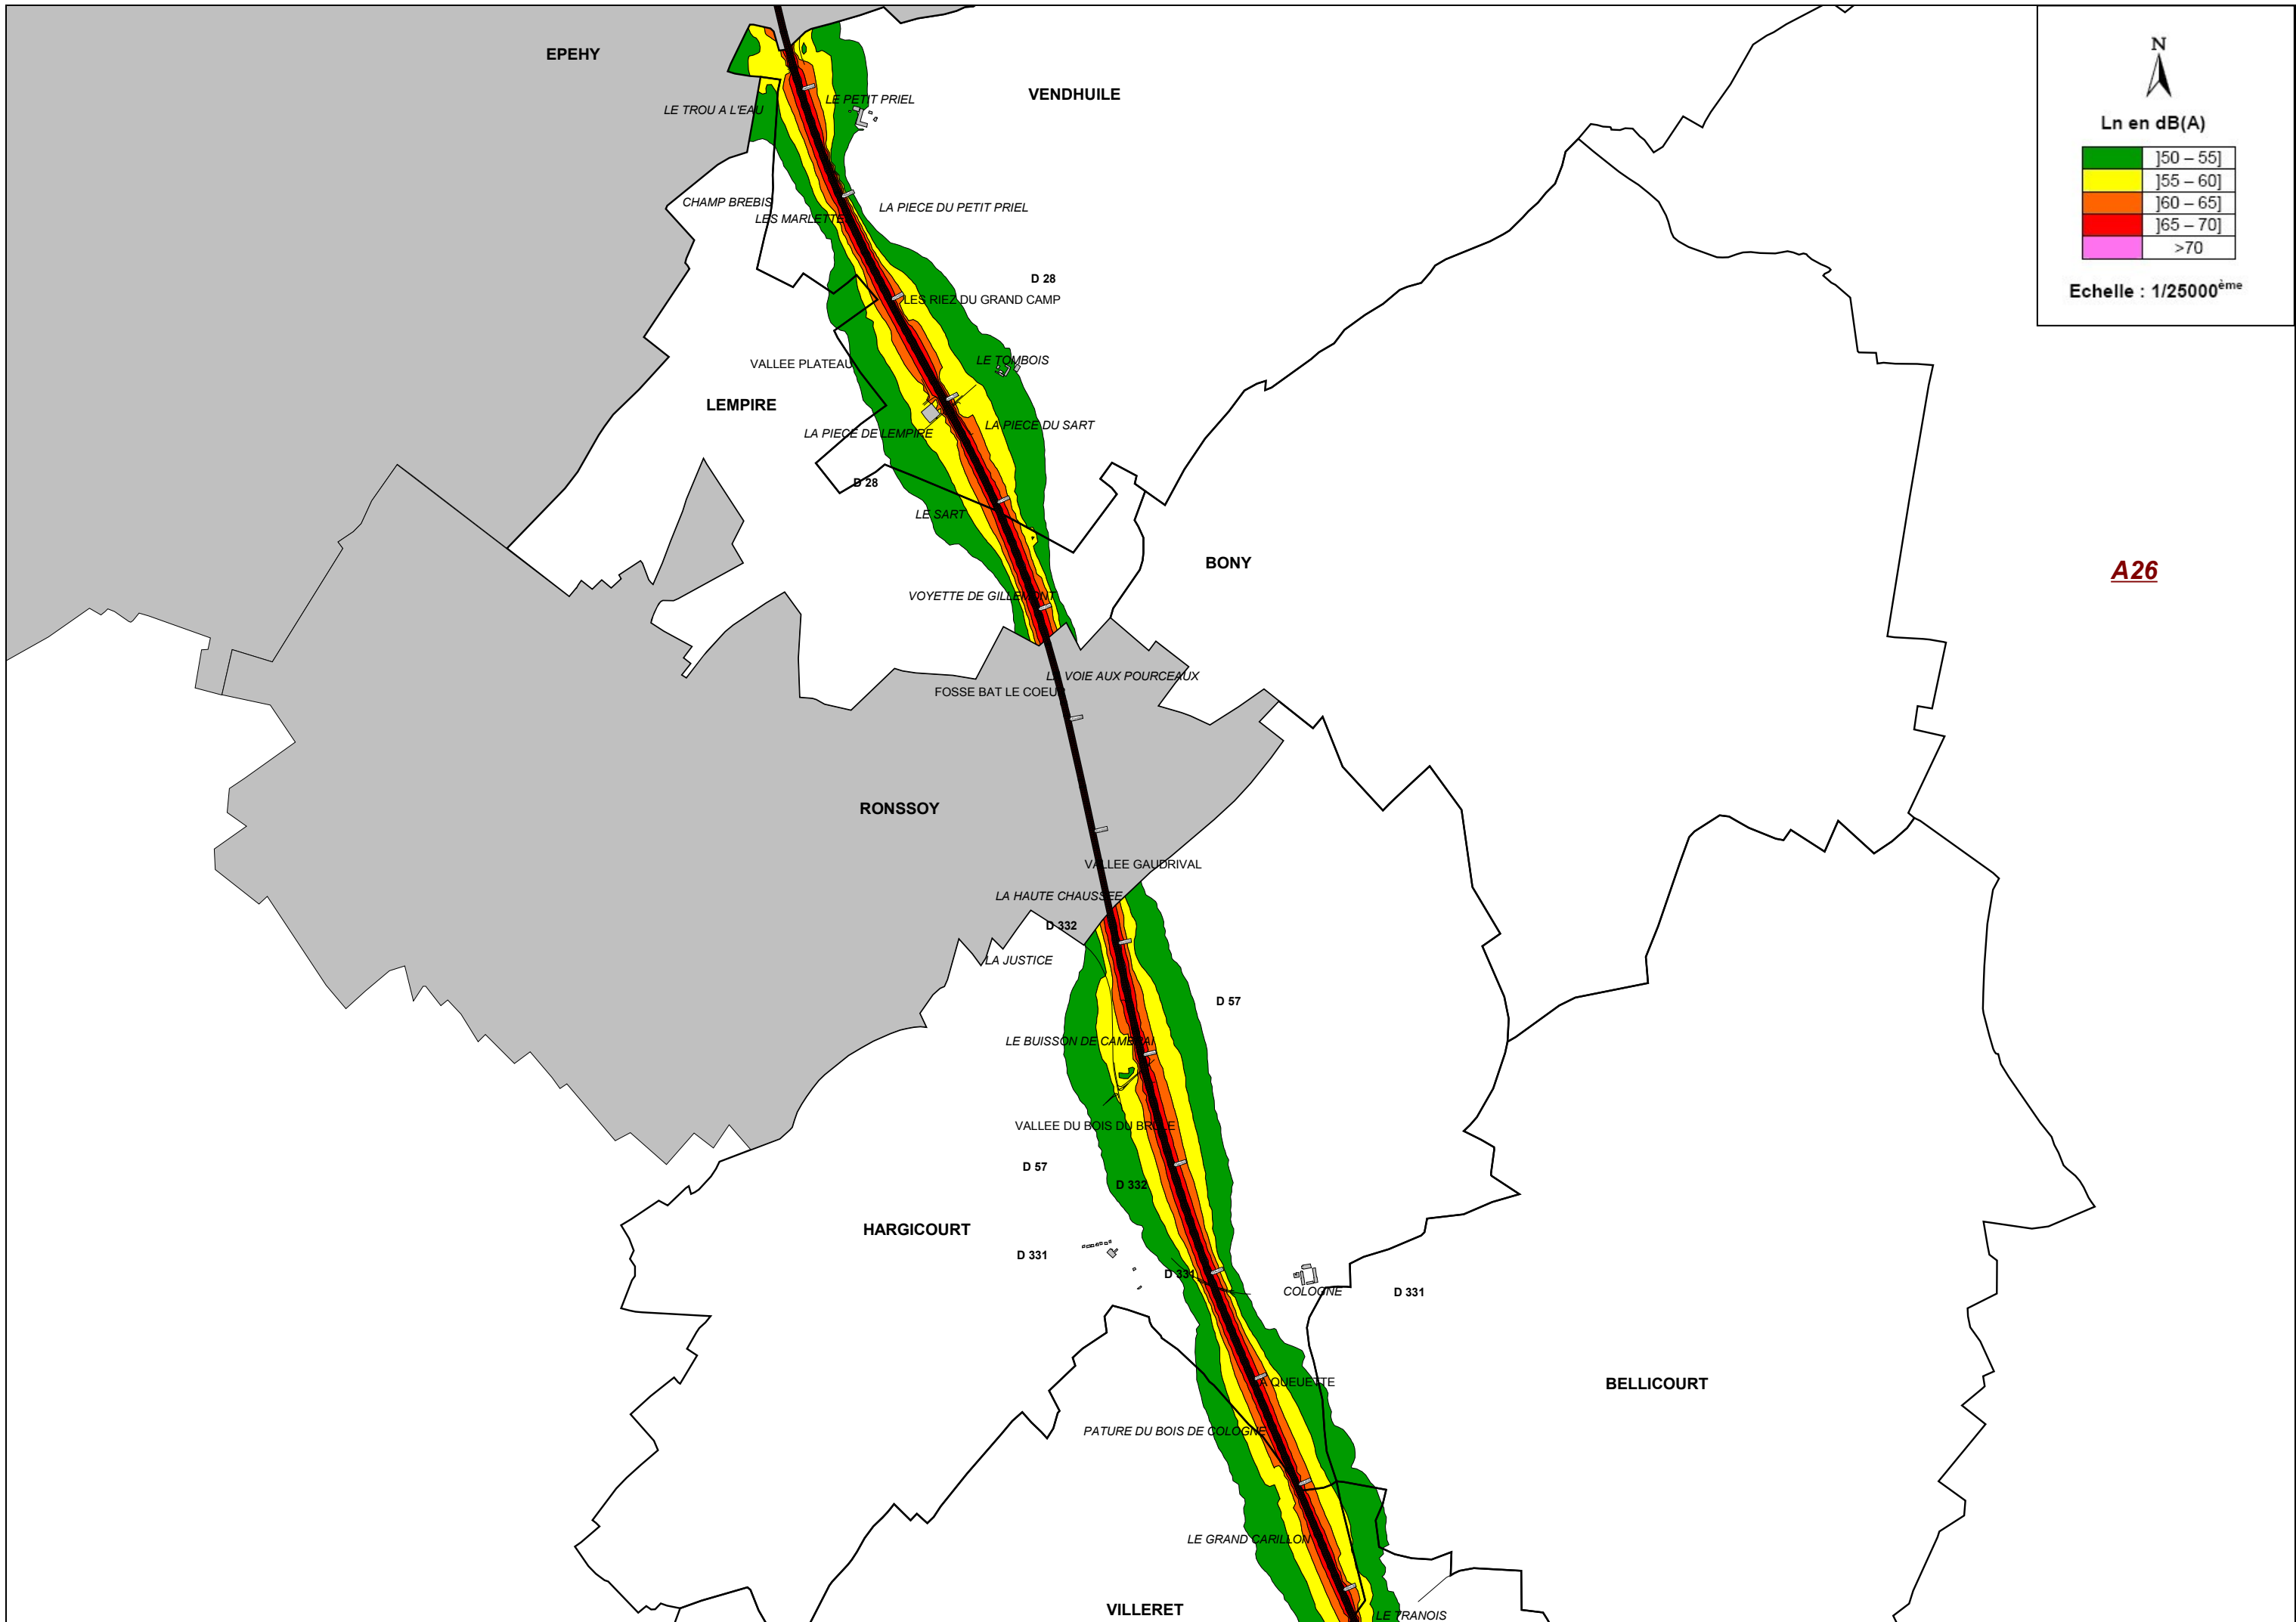 EPEHY
VENDHUILE
LE PETIT PRIEL
LE TROU A L'EAU
N
Ln en dB(A)
]50 – 55]
]55 – 60]
]60 – 65]
]65 – 70]
>70
Echelle : 1/25000ème
CHAMP BREBIS
LES MARLETTE
LA PIECE DU PETIT PRIEL
D 28
LES RIEZ DU GRAND CAMP
LE TOMBOIS
VALLEE PLATEAU
LEMPIRE
LA PIECE DU SART
LA PIECE DE LEMPIRE
D 28
LE SART
BONY
A26
VOYETTE DE GILLEMONT
LA VOIE AUX POURCEAUX
FOSSE BAT LE COEUR
RONSSOY
VALLEE GAUDRIVAL
LA HAUTE CHAUSSEE
D 332
LA JUSTICE
D 57
LE BUISSON DE CAMBRAI
VALLEE DU BOIS DU BRULE
D 57
D 332
HARGICOURT
D 331
D 331
COLOGNE
D 331
LA QUEUETTE
BELLICOURT
PATURE DU BOIS DE COLOGNE
LE GRAND CARILLON
VILLERET
LE TRANOIS